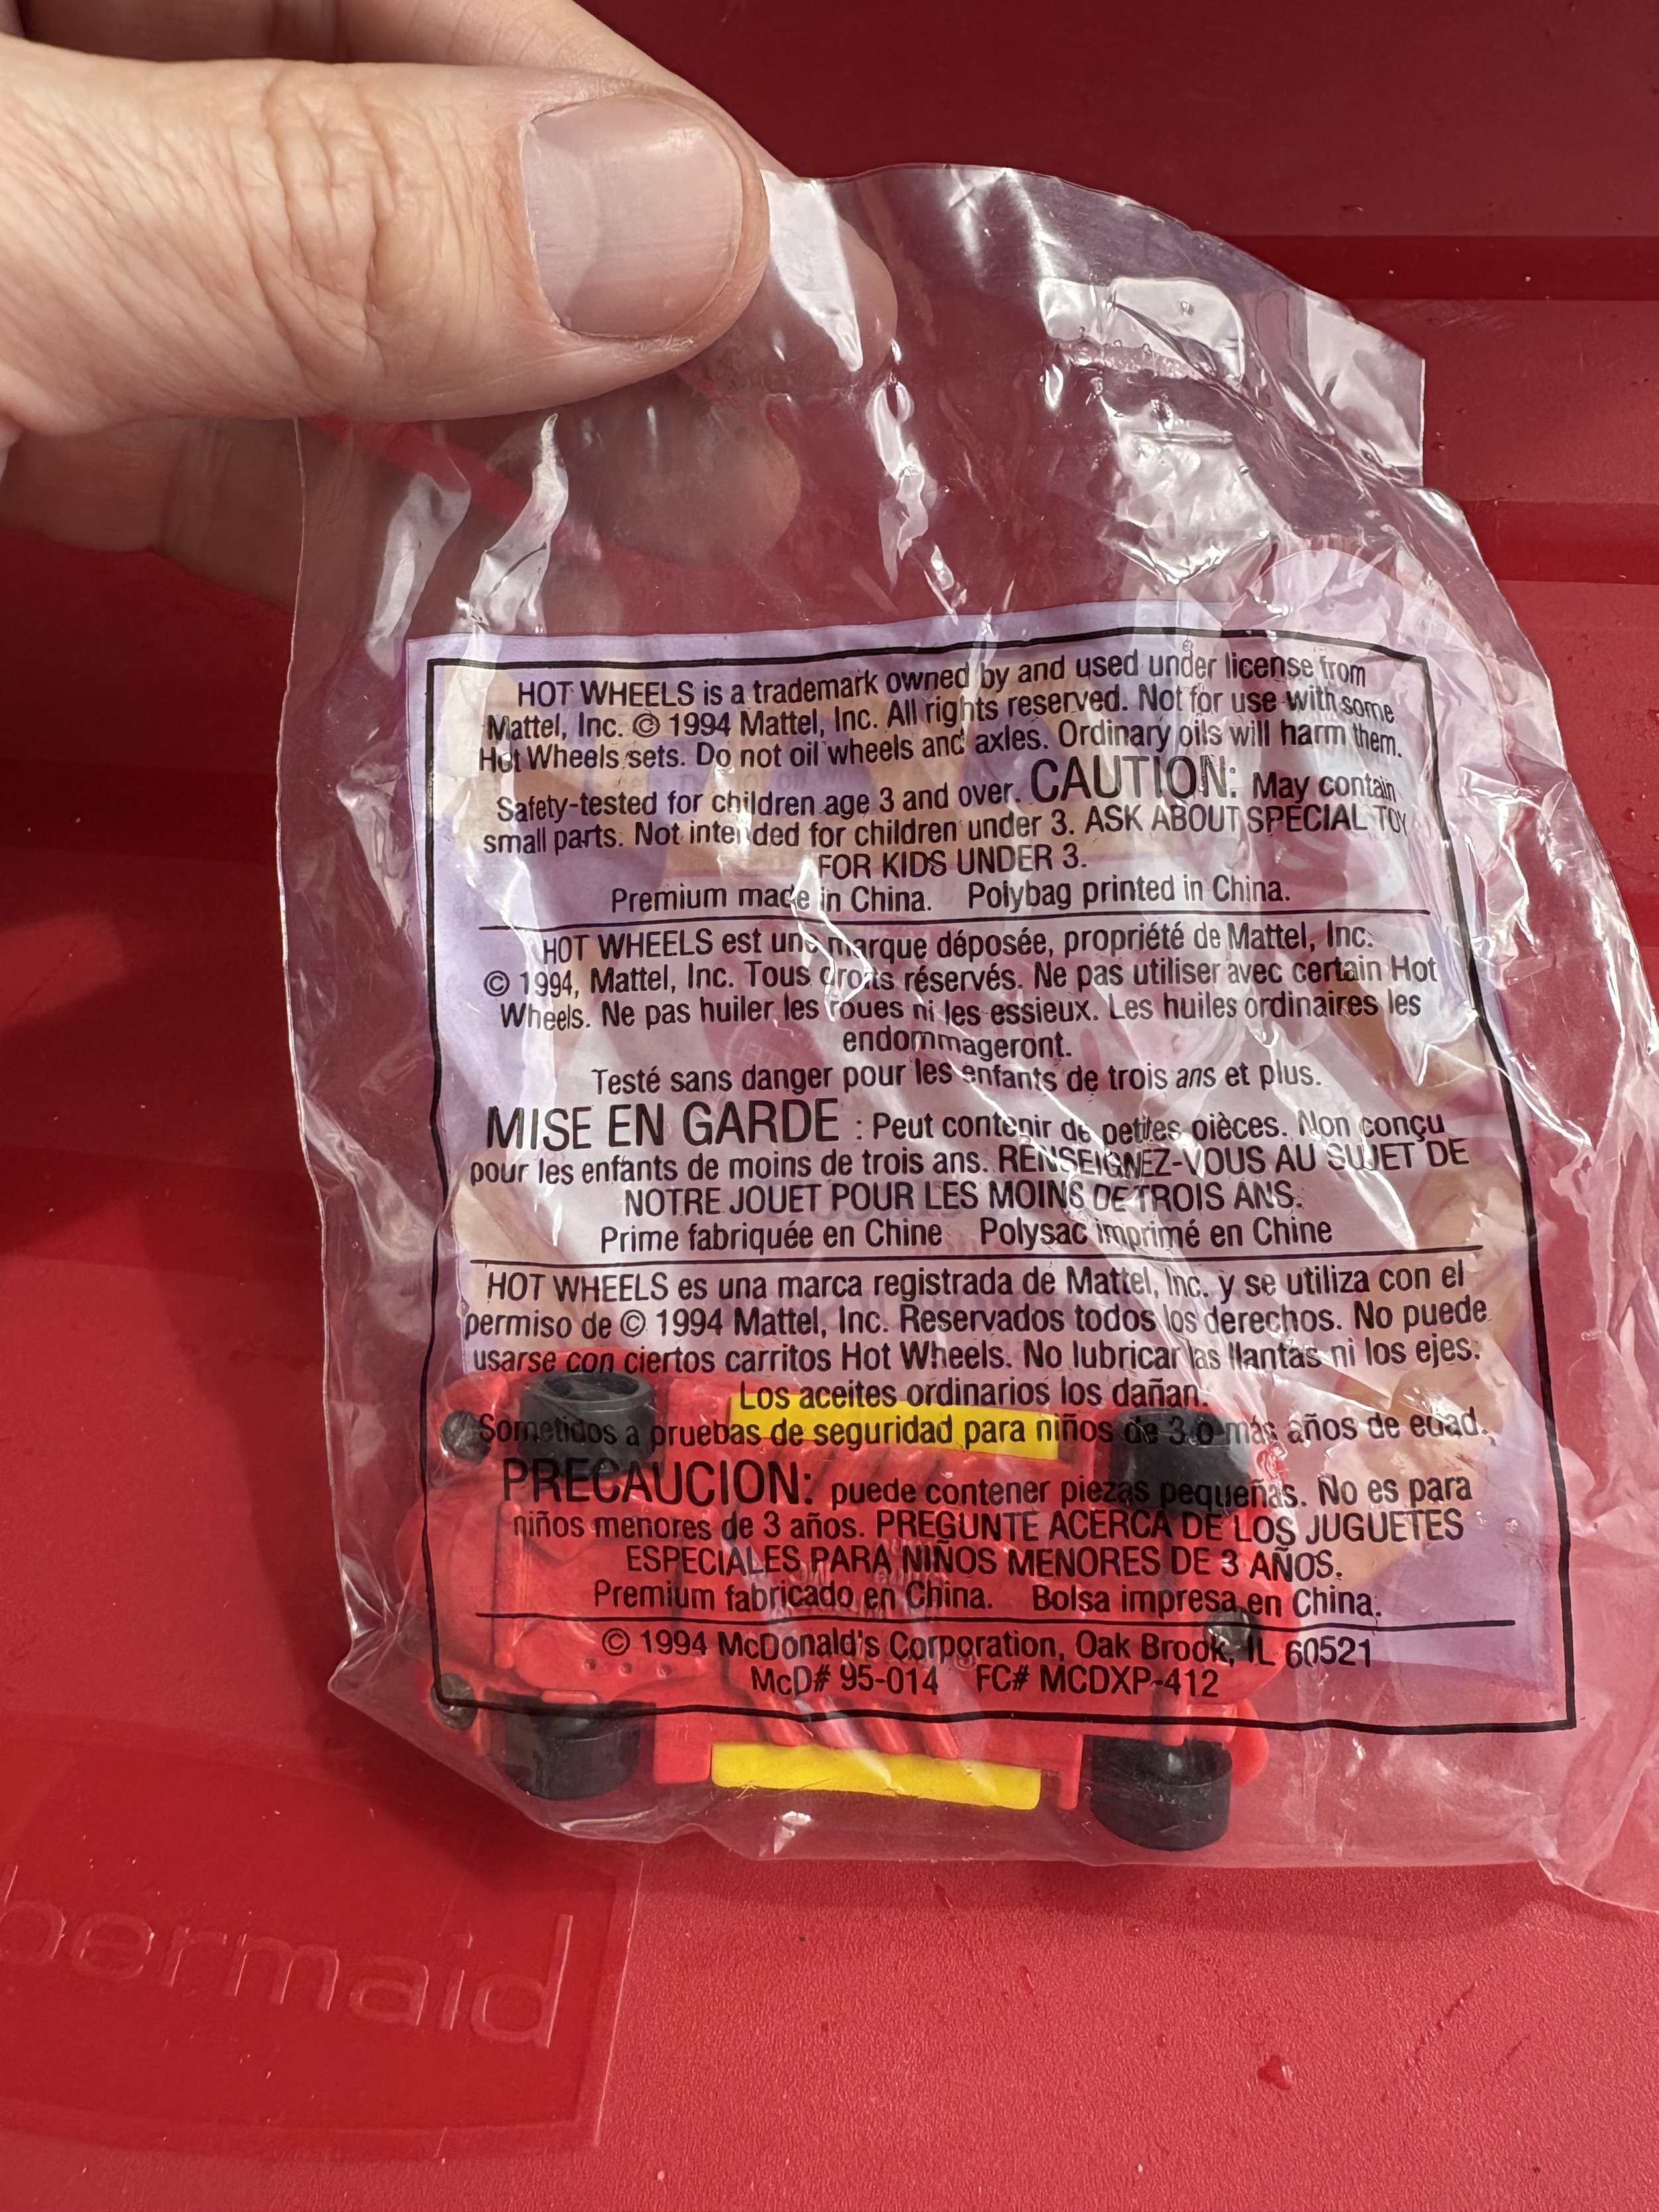 HOT WHEELS is a trademark owned by and used under license from
Mattel, Inc. © 1994 Mattel, Inc. All rights reserved. Not for use with some
Hot Wheels sets. Do not oil wheels and axles. Ordinary oils will harm them.
Safety-tested for children age 3 and over. CAUTION: May contain
small parts. Not intended for children under 3. ASK ABOUT SPECIAL TOY
FOR KIDS UNDER 3.
Premium made in China. Polybag printed in China.
HOT WHEELS est une marque déposée, propriété de Mattel, Inc.
© 1994, Mattel, Inc. Tous droits réservés. Ne pas utiliser avec certain Hot
Wheels. Ne pas huiler les roues ni les essieux. Les huiles ordinaires les
endommageront.
Testé sans danger pour les enfants de trois ans et plus.
MISE EN GARDE : Peut contenir de petites pièces. Non conçu
pour les enfants de moins de trois ans. RENSEIGNEZ-VOUS AU SUJET DE
NOTRE JOUET POUR LES MOINS DE TROIS ANS.
Prime fabriquée en Chine Polysac imprimé en Chine
HOT WHEELS es una marca registrada de Mattel, Inc. y se utiliza con el
permiso de © 1994 Mattel, Inc. Reservados todos los derechos. No puede
usarse con ciertos carritos Hot Wheels. No lubricar las llantas ni los ejes.
Los aceites ordinarios los dañan.
Sometidos a pruebas de seguridad para niños de 3 o más años de edad.
PRECAUCION: puede contener piezas pequeñas. No es para
niños menores de 3 años. PREGUNTE ACERCA DE LOS JUGUETES
ESPECIALES PARA NIÑOS MENORES DE 3 AÑOS.
Premium fabricado en China. Bolsa impresa en China.
© 1994 McDonald's Corporation, Oak Brook, IL 60521
McD# 95-014 FC# MCDXP-412
bermaid